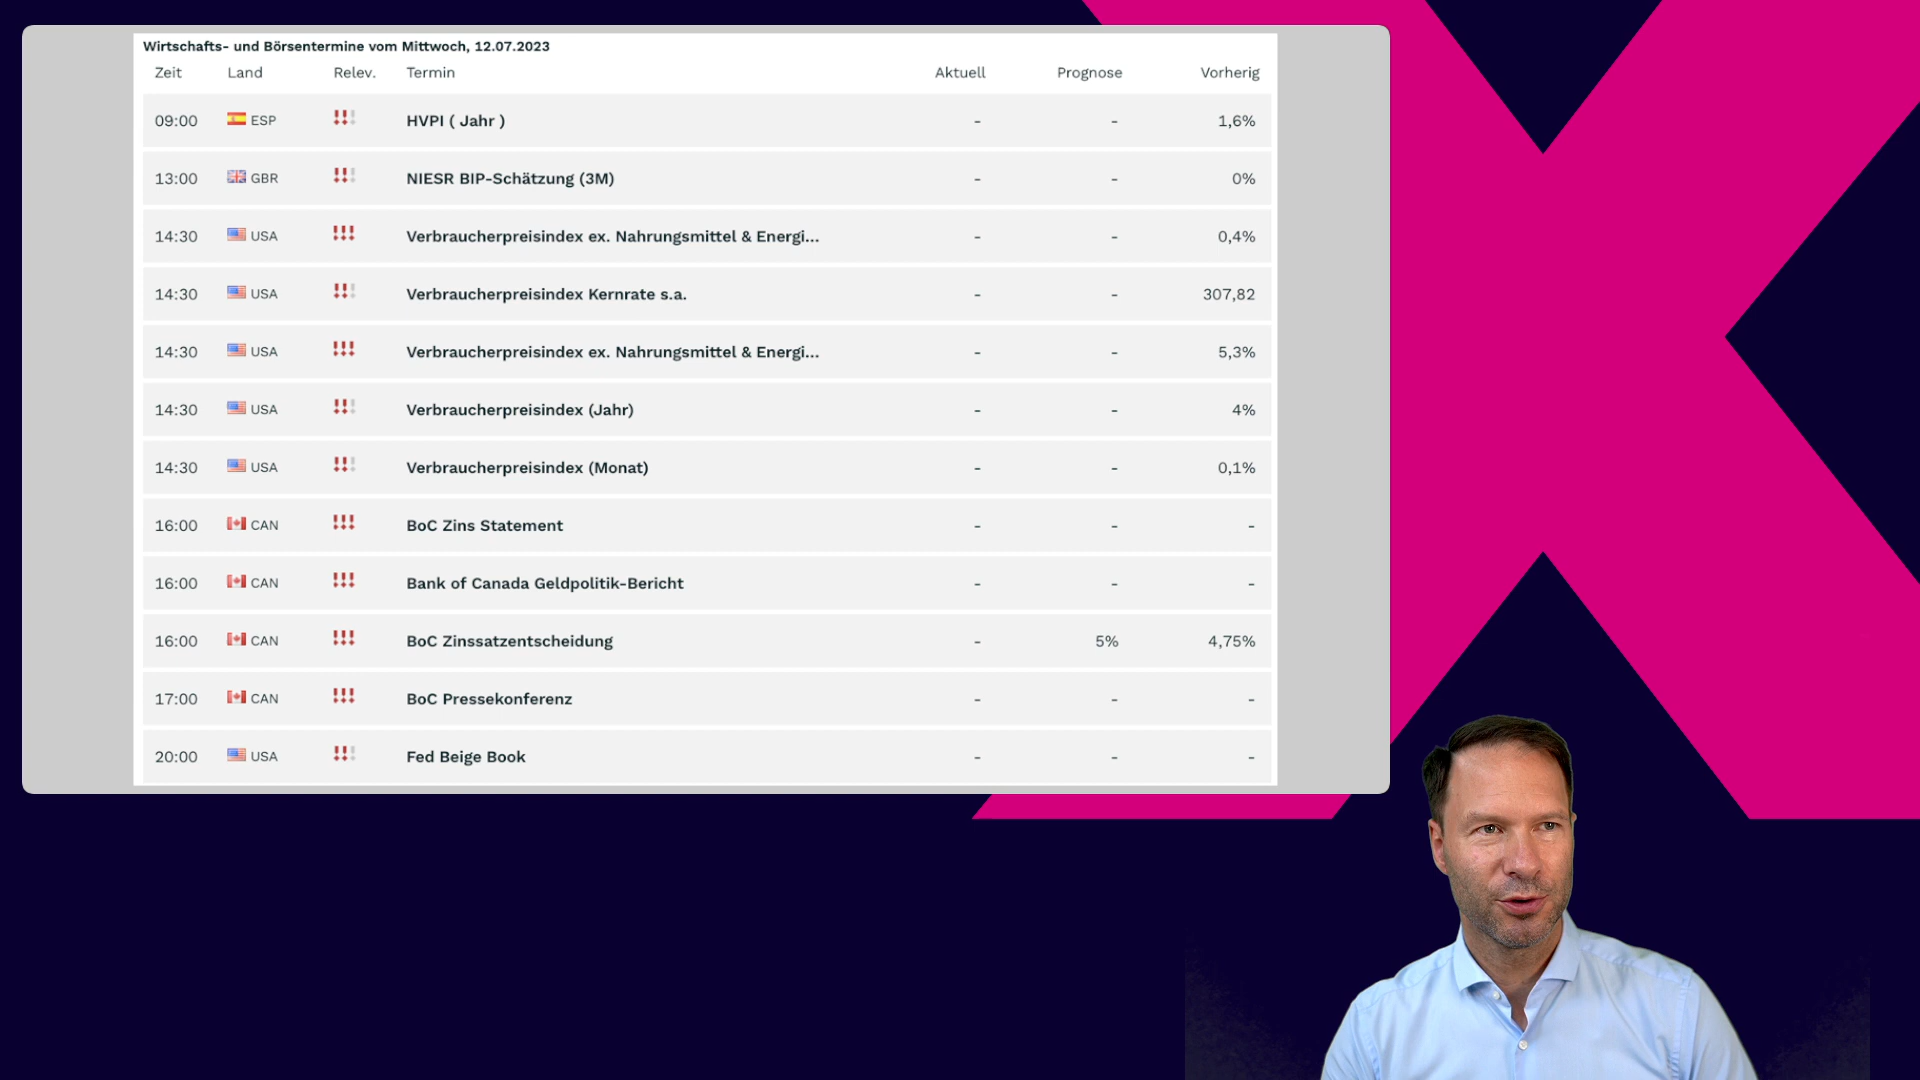 Wirtschafts- und Börsentermine vom Mittwoch, 12.07.2023
Zeit Land Relev. Termin Aktuell Prognose Vorherig
09:00 ESP HVPI ( Jahr ) - - 1,6%
13:00 GBR NIESR BIP-Schätzung (3M) - - 0%
14:30 USA Verbraucherpreisindex ex. Nahrungsmittel & Energi... - - 0,4%
14:30 USA Verbraucherpreisindex Kernrate s.a. - - 307,82
14:30 USA Verbraucherpreisindex ex. Nahrungsmittel & Energi... - - 5,3%
14:30 USA Verbraucherpreisindex (Jahr) - - 4%
14:30 USA Verbraucherpreisindex (Monat) - - 0,1%
16:00 CAN BoC Zins Statement - - -
16:00 CAN Bank of Canada Geldpolitik-Bericht - - -
16:00 CAN BoC Zinssatzentscheidung - 5% 4,75%
17:00 CAN BoC Pressekonferenz - - -
20:00 USA Fed Beige Book - - -